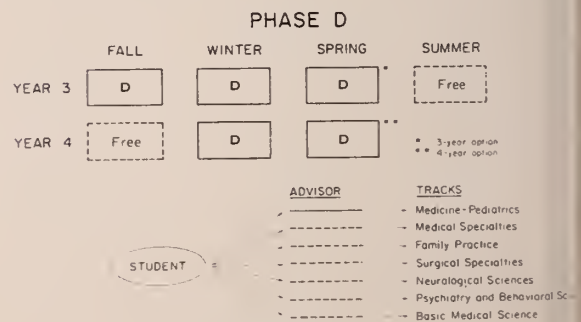 PHASE D
FALL WINTER SPRING SUMMER
YEAR 3 D D D * Free
YEAR 4 Free D D **
* 3-year option
** 4-year option
ADVISOR TRACKS
- Medicine-Pediatrics
- Medical Specialties
- Family Practice
STUDENT - Surgical Specialties
- Neurological Sciences
- Psychiatry and Behavioral
- Basic Medical Science